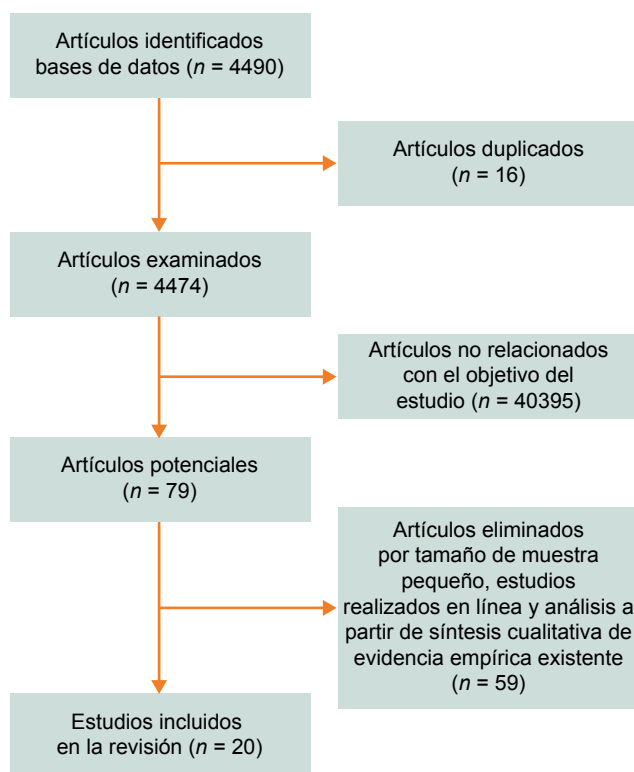 Artículos identificados
bases de datos (n = 4490)
Artículos duplicados
(n = 16)
Artículos examinados
(n = 4474)
Artículos no relacionados
con el objetivo del
estudio (n = 40395)
Artículos potenciales
(n = 79)
Artículos eliminados
por tamaño de muestra
pequeño, estudios
realizados en línea y análisis a
partir de síntesis cualitativa de
evidencia empírica existente
(n = 59)
Estudios incluidos
en la revisión (n = 20)